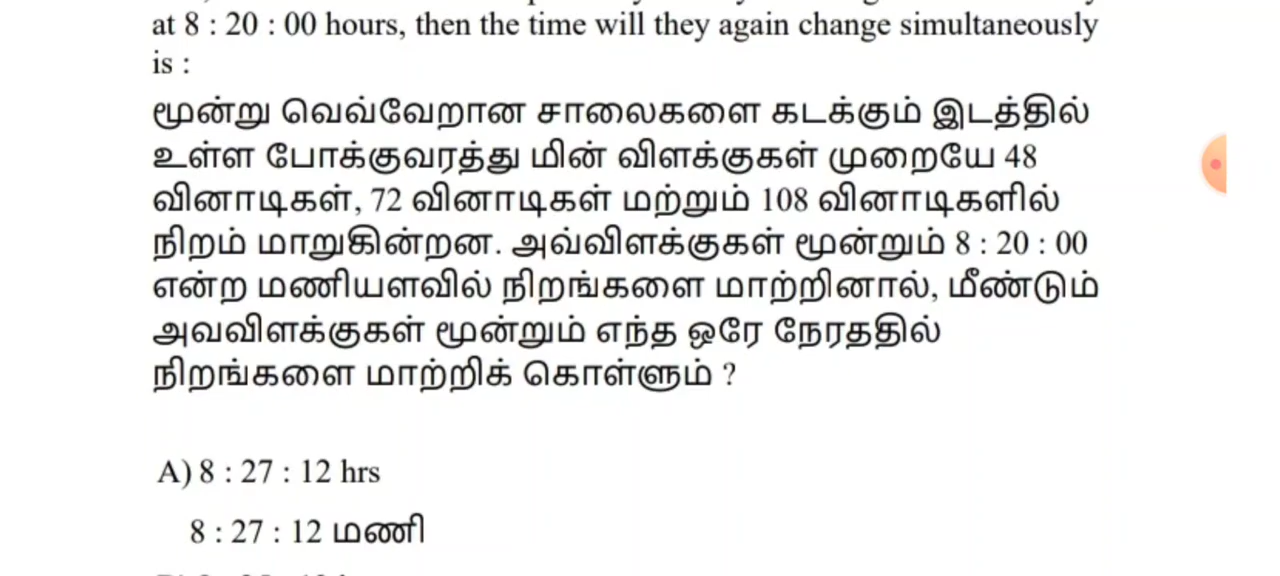 at 8 : 20 : 00 hours, then the time will they again change simultaneously
is :
மூன்று வெவ்வேறான சாலைகளை கடக்கும் இடத்தில்
உள்ள போக்குவரத்து மின் விளக்குகள் முறையே 48
வினாடிகள், 72 வினாடிகள் மற்றும் 108 வினாடிகளில்
நிறம் மாறுகின்றன. அவ்விளக்குகள் மூன்றும் 8 : 20 : 00
என்ற மணியளவில் நிறங்களை மாற்றினால், மீண்டும்
அவவிளக்குகள் மூன்றும் எந்த ஒரே நேரததில்
நிறங்களை மாற்றிக் கொள்ளும் ?
A) 8 : 27 : 12 hrs
8 : 27 : 12 மணி